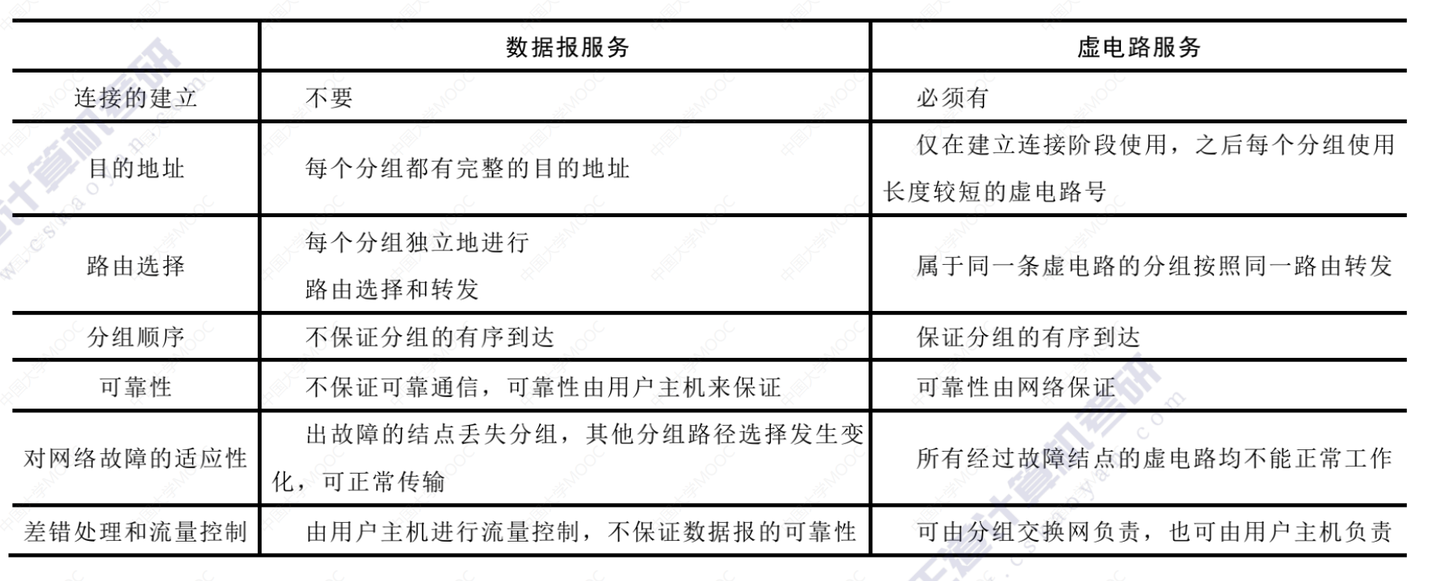 数据报服务 虚电路服务
连接的建立 不要 必须有
目的地址 每个分组都有完整的目的地址 仅在建立连接阶段使用，之后每个分组使用
长度较短的虚电路号
路由选择 每个分组独立地进行
路由选择和转发 属于同一条虚电路的分组按照同一路由转发
分组顺序 不保证分组的有序到达 保证分组的有序到达
可靠性 不保证可靠通信，可靠性由用户主机来保证 可靠性由网络保证
对网络故障的适应性 出故障的结点丢失分组，其他分组路径选择发生变
化，可正常传输 所有经过故障结点的虚电路均不能正常工作
差错处理和流量控制 由用户主机进行流量控制，不保证数据报的可靠性 可由分组交换网负责，也可由用户主机负责